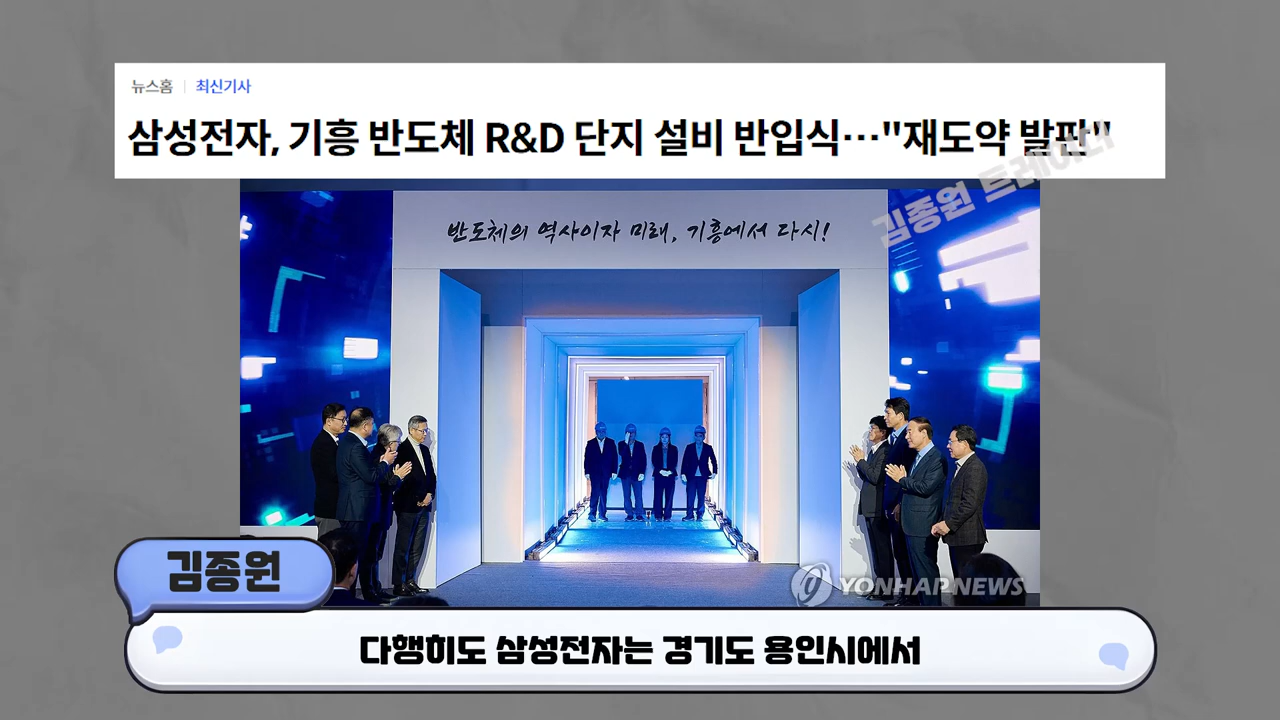 뉴스홈 | 최신기사
삼성전자, 기흥 반도체 R&D 단지 설비 반입식…"재도약 발판"
김종원 트레이더
반도체의 역사이자 미래, 기흥에서 다시!
YONHAP NEWS
김종원
다행히도 삼성전자는 경기도 용인시에서